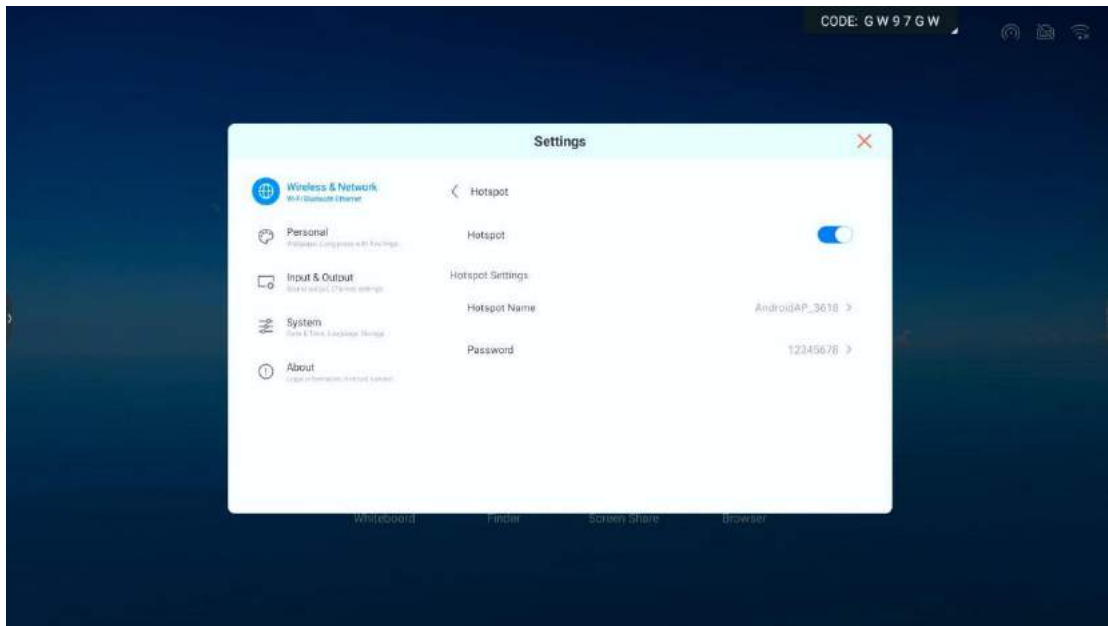 CODE: G W 9 7 G W
Settings
Wireless & Network
Wi-Fi Bluetooth Ethernet
Personal
Input & Output
System
About
Hotspot
Hotspot
Hotspot Settings
Hotspot Name
AndroidAP_3618
Password
12345678
Whiteboard
Finder
Screen Share
Browser